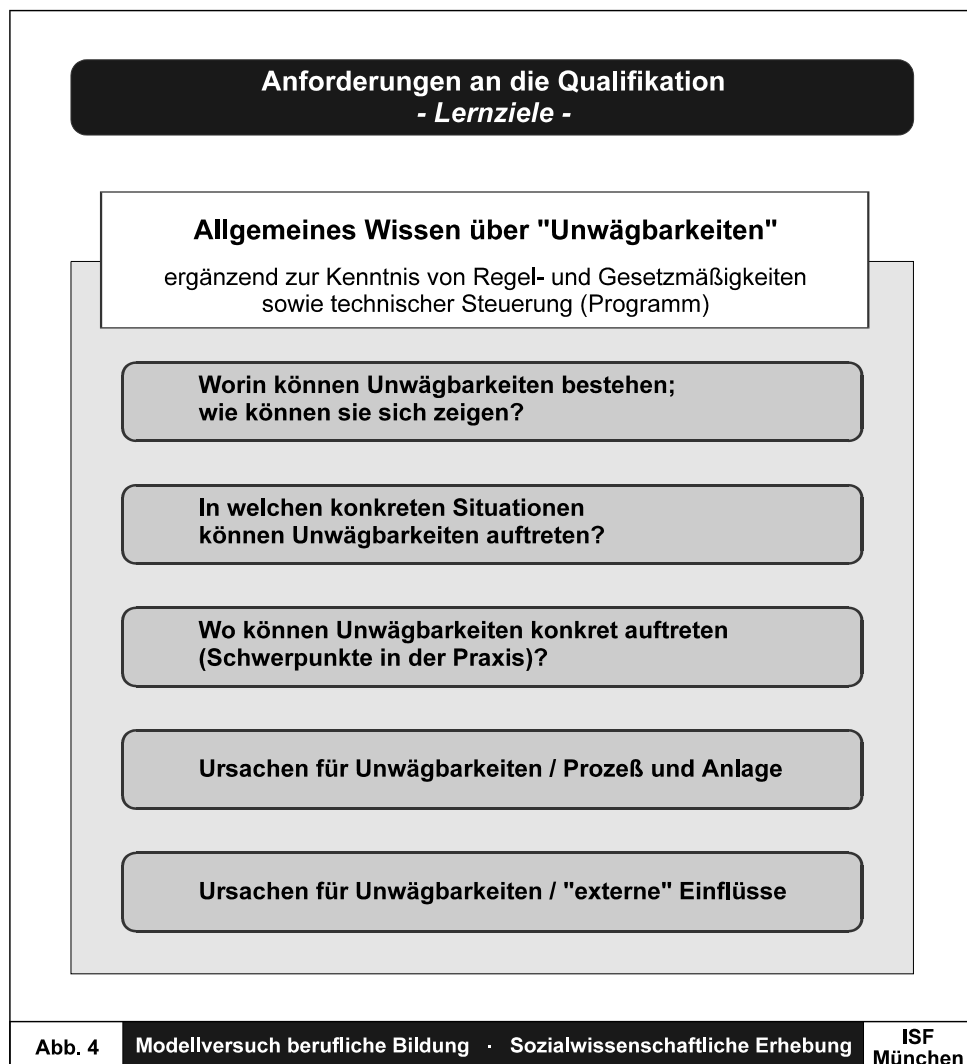 Anforderungen an die Qualifikation
- Lernziele -
Allgemeines Wissen über "Unwägbarkeiten"
ergänzend zur Kenntnis von Regel- und Gesetzmäßigkeiten
sowie technischer Steuerung (Programm)
Worin können Unwägbarkeiten bestehen;
wie können sie sich zeigen?
In welchen konkreten Situationen
können Unwägbarkeiten auftreten?
Wo können Unwägbarkeiten konkret auftreten
(Schwerpunkte in der Praxis)?
Ursachen für Unwägbarkeiten / Prozeß und Anlage
Ursachen für Unwägbarkeiten / "externe" Einflüsse
Abb. 4
Modellversuch berufliche Bildung · Sozialwissenschaftliche Erhebung
ISF
München